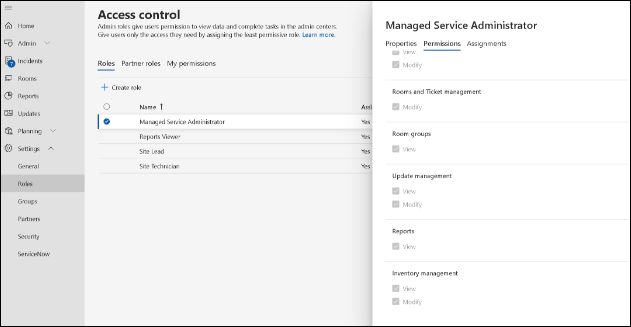 Home
Admin
Incidents
Rooms
Reports
Updates
Planning
Settings
General
Roles
Groups
Partners
Security
ServiceNow
Access control
Admin roles give users permission to view data and complete tasks in the admin centers.
Give users only the access they need by assigning the least permissive role. Learn more.
Roles Partner roles My permissions
+ Create role
Name ↑ Assi
Managed Service Administrator Yes
Reports Viewer Yes
Site Lead Yes
Site Technician Yes
Managed Service Administrator
Properties Permissions Assignments
View
Modify
Rooms and Ticket management
Modify
Room groups
View
Update management
View
Modify
Reports
View
Inventory management
View
Modify